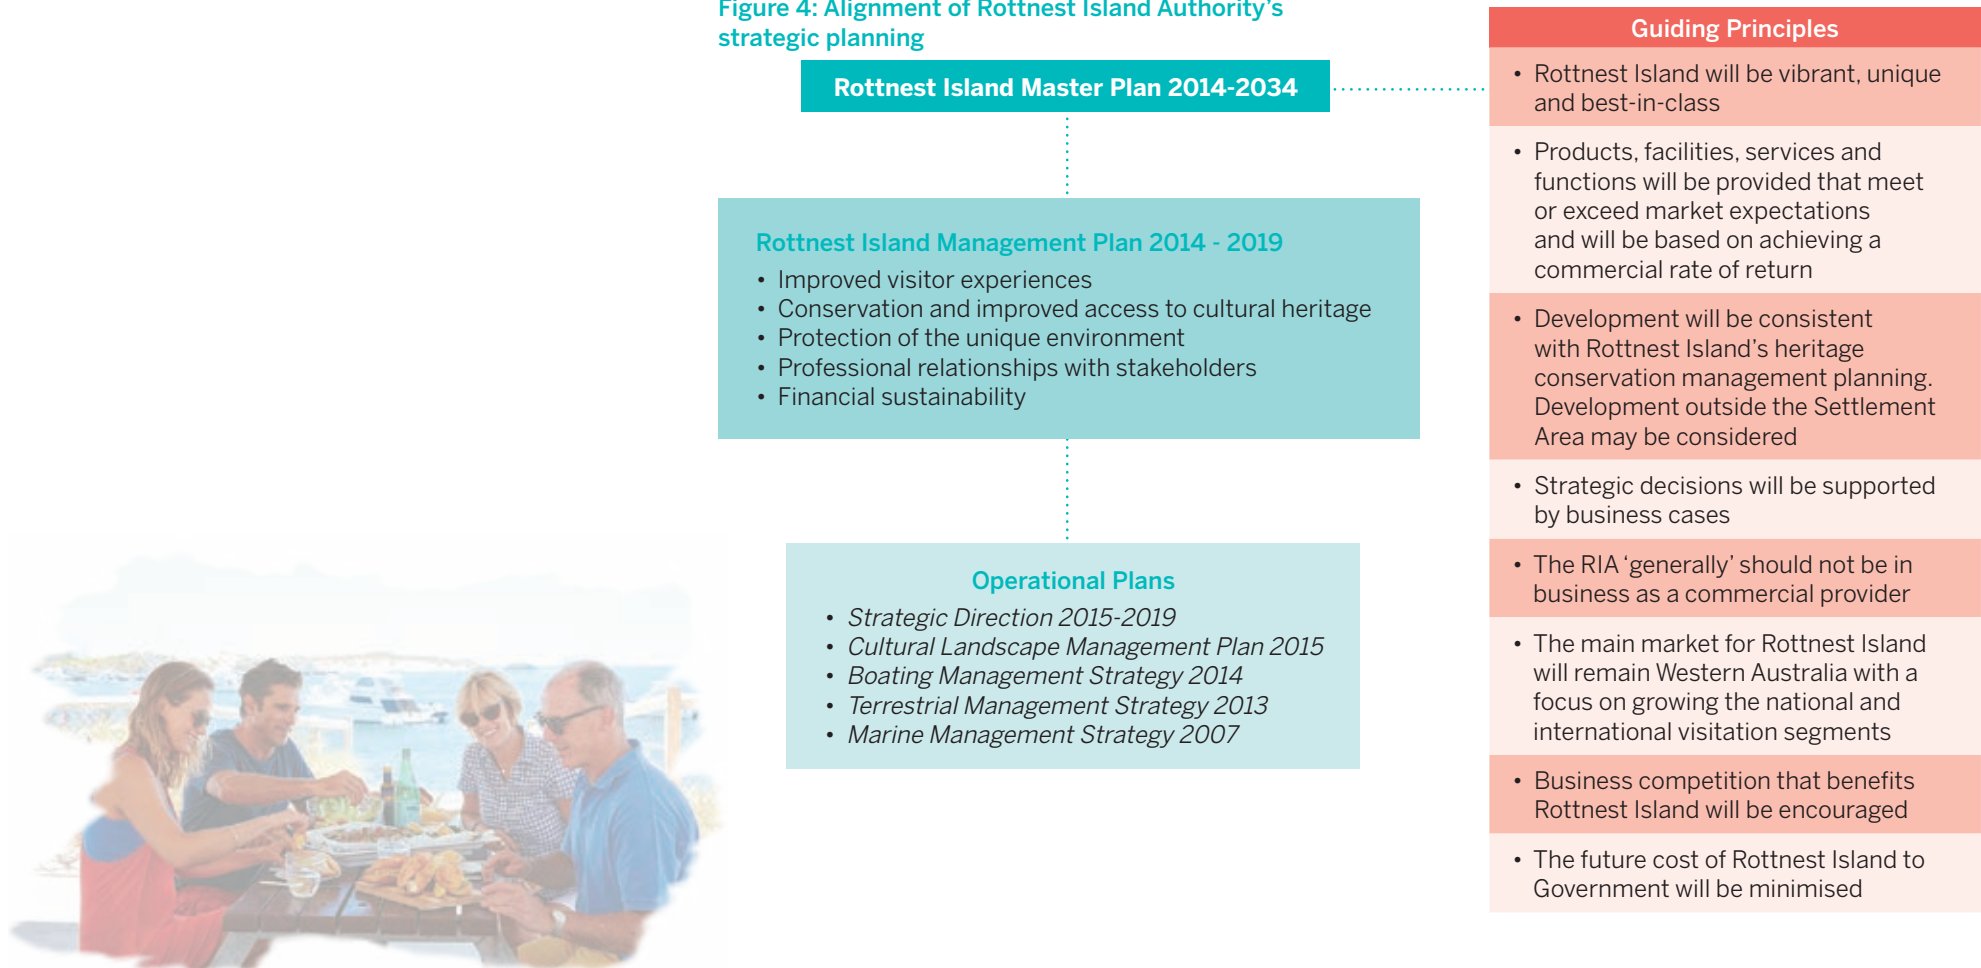 Figure 4: Alignment of Rottnest Island Authority's
strategic planning
Rottnest Island Master Plan 2014-2034
Rottnest Island Management Plan 2014 - 2019
• Improved visitor experiences
• Conservation and improved access to cultural heritage
• Protection of the unique environment
• Professional relationships with stakeholders
• Financial sustainability
Operational Plans
• Strategic Direction 2015-2019
• Cultural Landscape Management Plan 2015
• Boating Management Strategy 2014
• Terrestrial Management Strategy 2013
• Marine Management Strategy 2007
Guiding Principles
• Rottnest Island will be vibrant, unique
and best-in-class
• Products, facilities, services and
functions will be provided that meet
or exceed market expectations
and will be based on achieving a
commercial rate of return
• Development will be consistent
with Rottnest Island's heritage
conservation management planning.
Development outside the Settlement
Area may be considered
• Strategic decisions will be supported
by business cases
• The RIA 'generally' should not be in
business as a commercial provider
• The main market for Rottnest Island
will remain Western Australia with a
focus on growing the national and
international visitation segments
• Business competition that benefits
Rottnest Island will be encouraged
• The future cost of Rottnest Island to
Government will be minimised